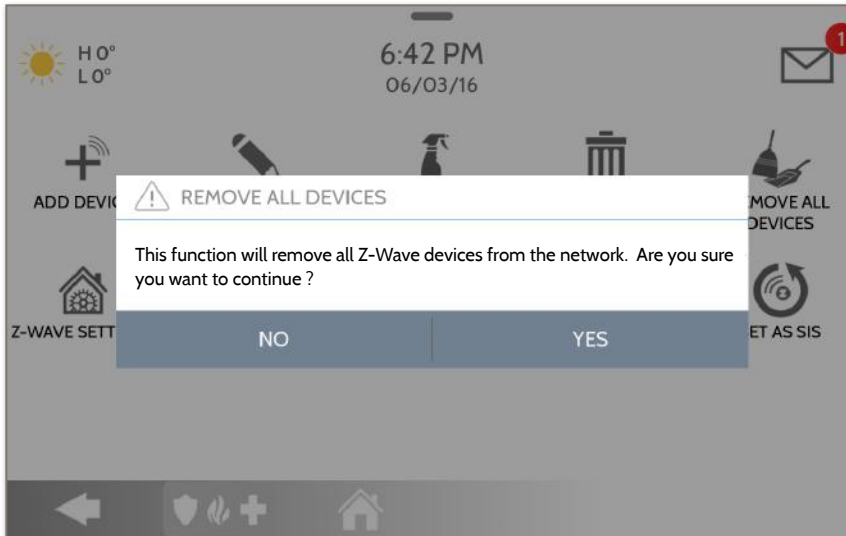 H 0°
L 0°
6:42 PM
06/03/16
1
ADD DEVIC
MOVE ALL
DEVICES
REMOVE ALL DEVICES
This function will remove all Z-Wave devices from the network. Are you sure
you want to continue ?
NO
YES
Z-WAVE SETT
ET AS SIS